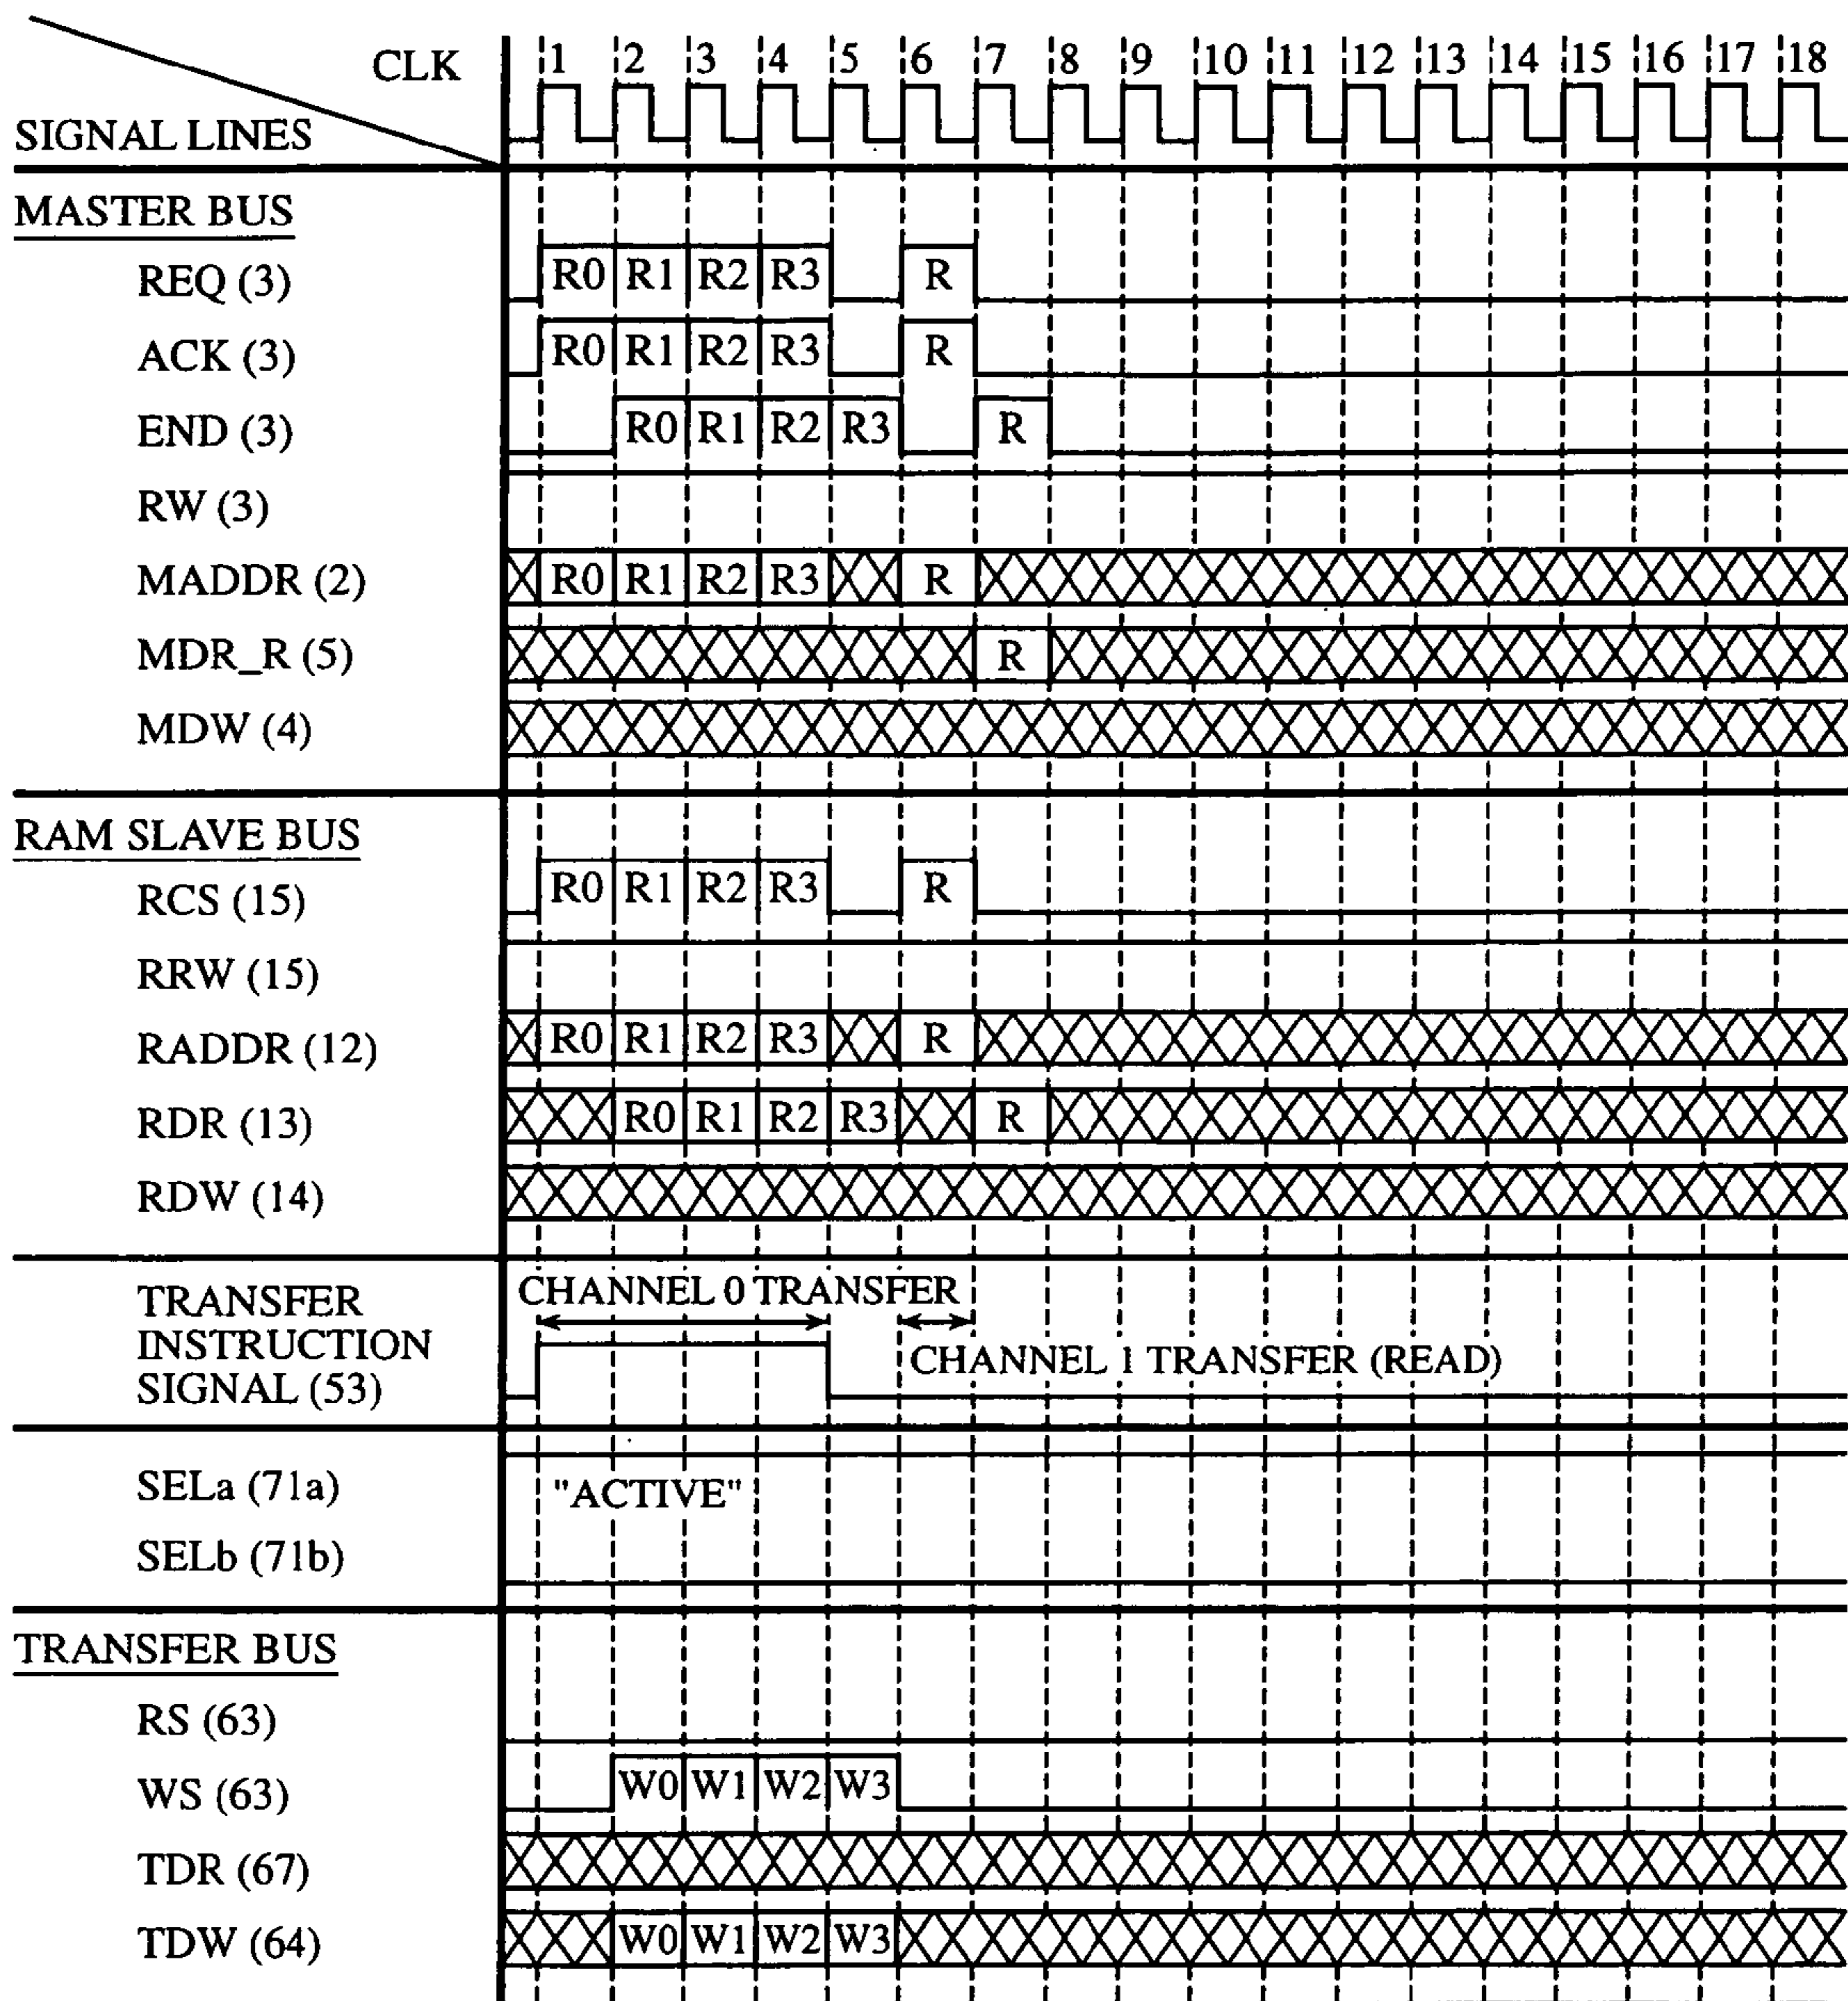 CLK 1 2 3 4 5 6 7 8 9 10 11 12 13 14 15 16 17 18
SIGNAL LINES
MASTER BUS
REQ (3) R0 R1 R2 R3 R
ACK (3) R0 R1 R2 R3 R
END (3) R0 R1 R2 R3 R
RW (3)
MADDR (2) R0 R1 R2 R3 R
MDR_R (5) R
MDW (4)
RAM SLAVE BUS
RCS (15) R0 R1 R2 R3 R
RRW (15)
RADDR (12) R0 R1 R2 R3 R
RDR (13) R0 R1 R2 R3 R
RDW (14)
TRANSFER
INSTRUCTION
SIGNAL (53)
CHANNEL 0 TRANSFER
CHANNEL 1 TRANSFER (READ)
SELa (71a) "ACTIVE"
SELb (71b)
TRANSFER BUS
RS (63)
WS (63) W0 W1 W2 W3
TDR (67)
TDW (64) W0 W1 W2 W3